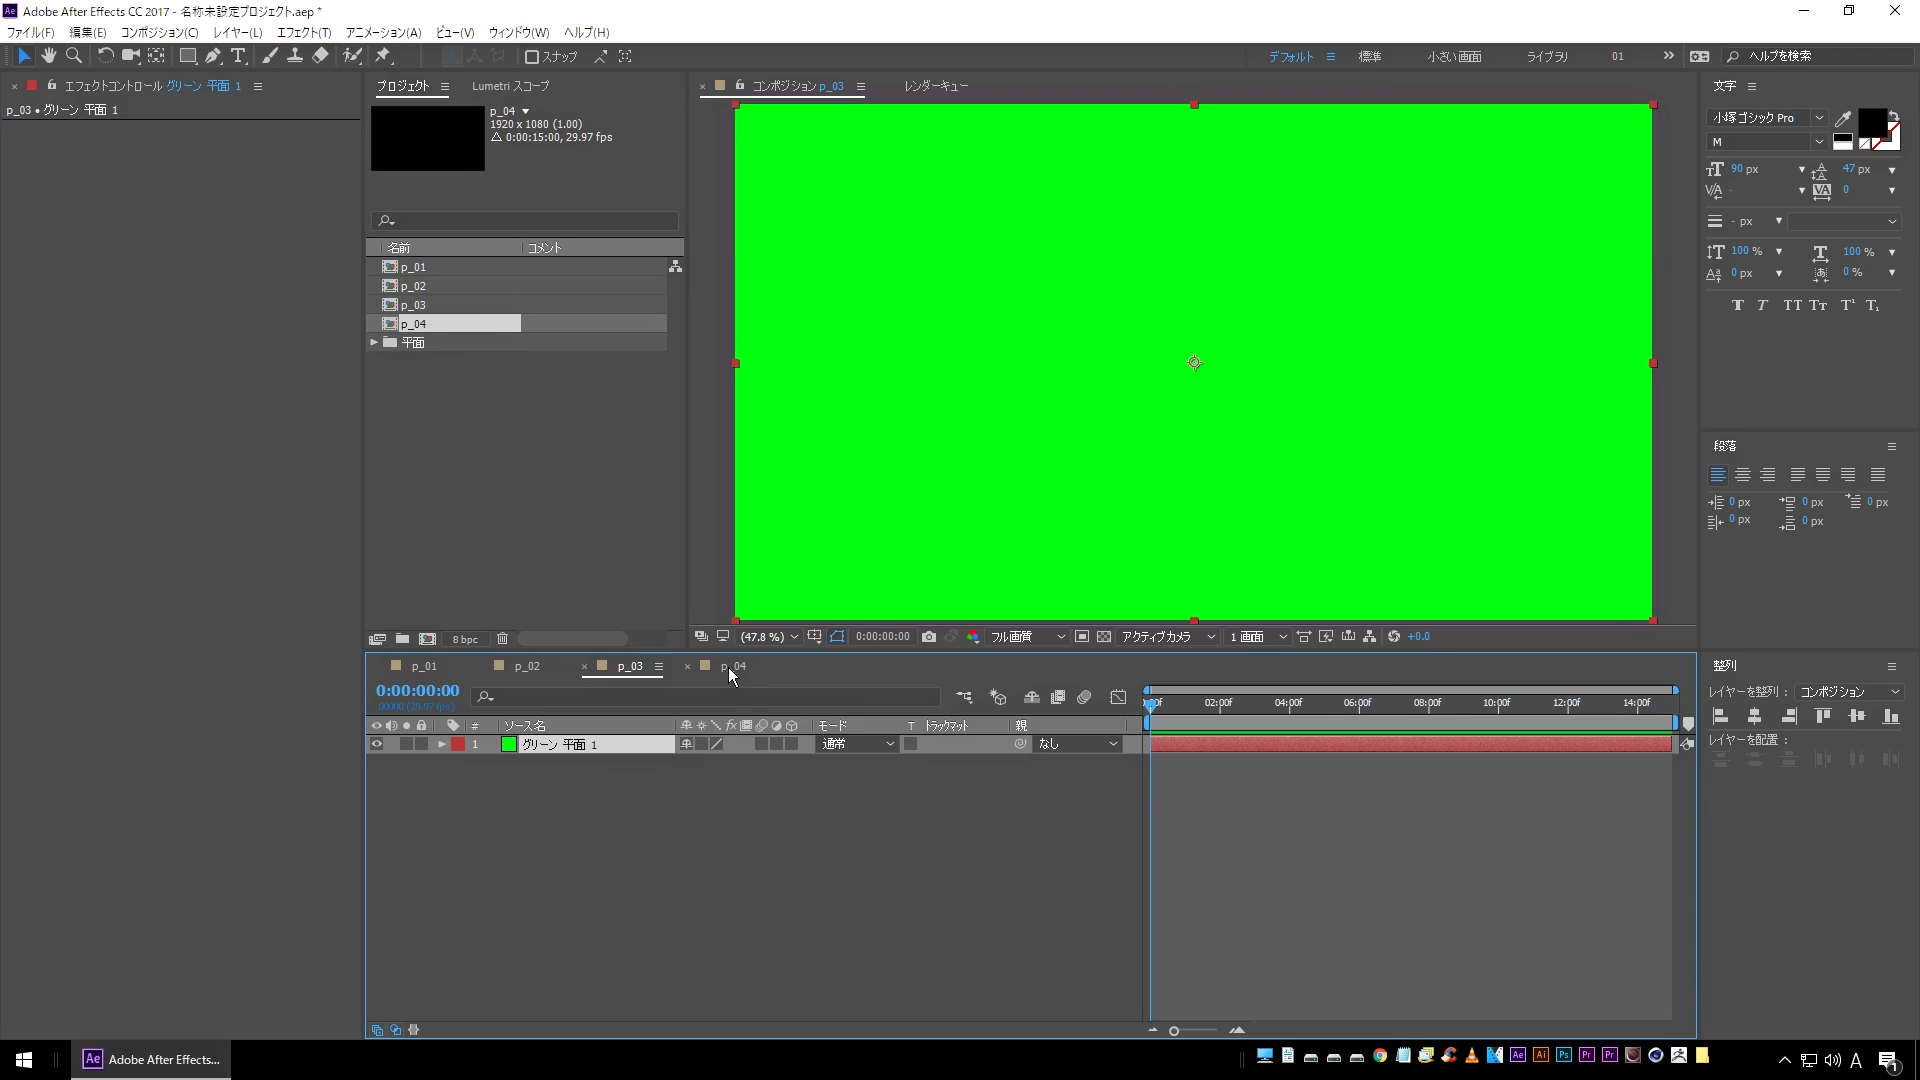 Adobe After Effects CC 2017 - 名称未設定プロジェクト.aep *
ファイル(F) 編集(E) コンポジション(C) レイヤー(L) エフェクト(T) アニメーション(A) ビュー(V) ウィンドウ(W) ヘルプ(H)
スナップ デフォルト 標準 小さい画面 ライブラリ 01 ヘルプを検索
エフェクトコントロール グリーン 平面 1
p_03 • グリーン 平面 1
プロジェクト Lumetri スコープ
p_04
1920 x 1080 (1.00)
Δ 0:00:15:00, 29.97 fps
名前 コメント
p_01
p_02
p_03
p_04
平面
8 bpc
コンポジション p_03 レンダーキュー
(47.8 %) 0:00:00:00 フル画質 アクティブカメラ 1 画面 +0.0
文字
小塚ゴシック Pro
M
90 px 47 px
- 0
- px
100 % 100 %
0 px 0 %
段落
0 px 0 px 0 px
0 px 0 px
p_01 p_02 p_03 p_04
0:00:00:00
00000 (29.97 fps)
02:00f 04:00f 06:00f 08:00f 10:00f 12:00f 14:00f
# ソース名 モード T トラックマット 親
1 グリーン 平面 1 通常 なし
整列
レイヤーを整列 : コンポジション
レイヤーを配置 :
Adobe After Effects...
A
1